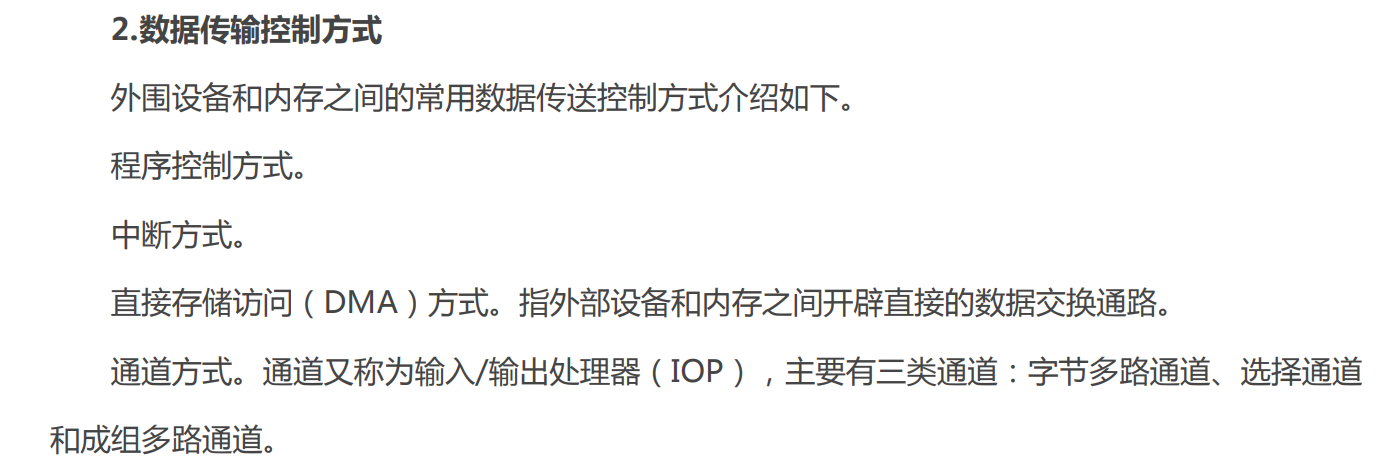 2.数据传输控制方式
外围设备和内存之间的常用数据传送控制方式介绍如下。
程序控制方式。
中断方式。
直接存储访问（DMA）方式。指外部设备和内存之间开辟直接的数据交换通路。
通道方式。通道又称为输入/输出处理器（IOP），主要有三类通道：字节多路通道、选择通道
和成组多路通道。